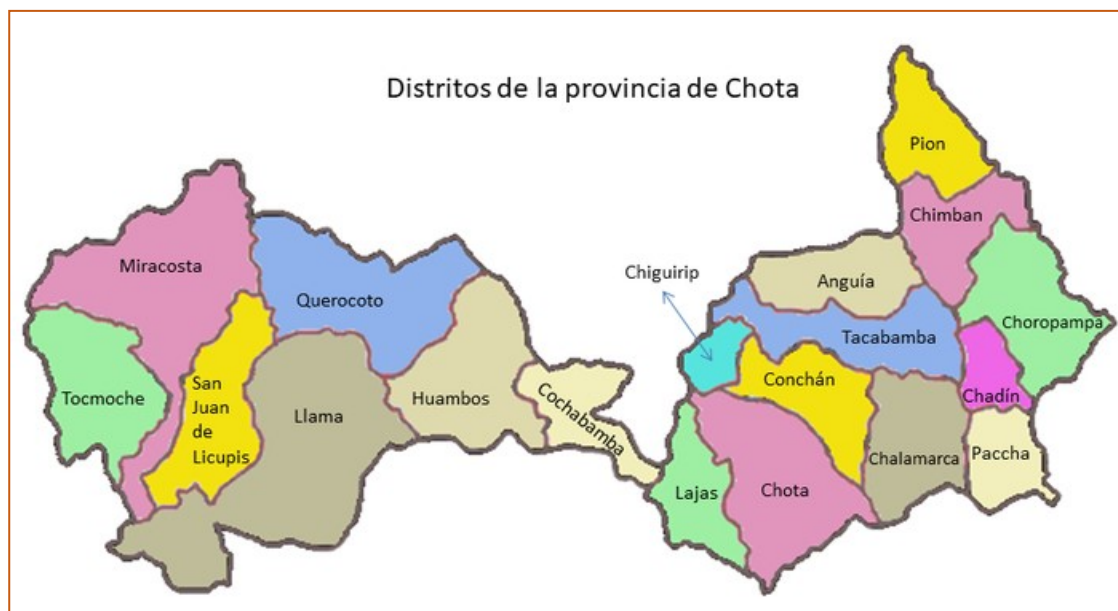 Distritos de la provincia de Chota
Pion
Chimban
Miracosta
Chiguirip
Anguía
Querocoto
Choropampa
Tacabamba
San
Juan
de
Licupis
Tocmoche
Llama
Huambos
Cochabamba
Conchán
Chadín
Chalamarca
Paccha
Lajas
Chota